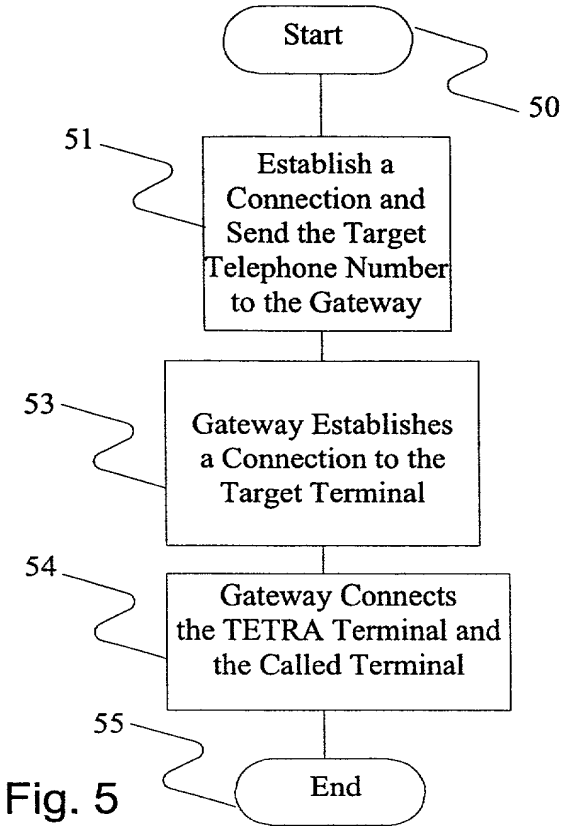 Start
50
51
Establish a
Connection and
Send the Target
Telephone Number
to the Gateway
53
Gateway Establishes
a Connection to the
Target Terminal
54
Gateway Connects
the TETRA Terminal and
the Called Terminal
55
End
Fig. 5